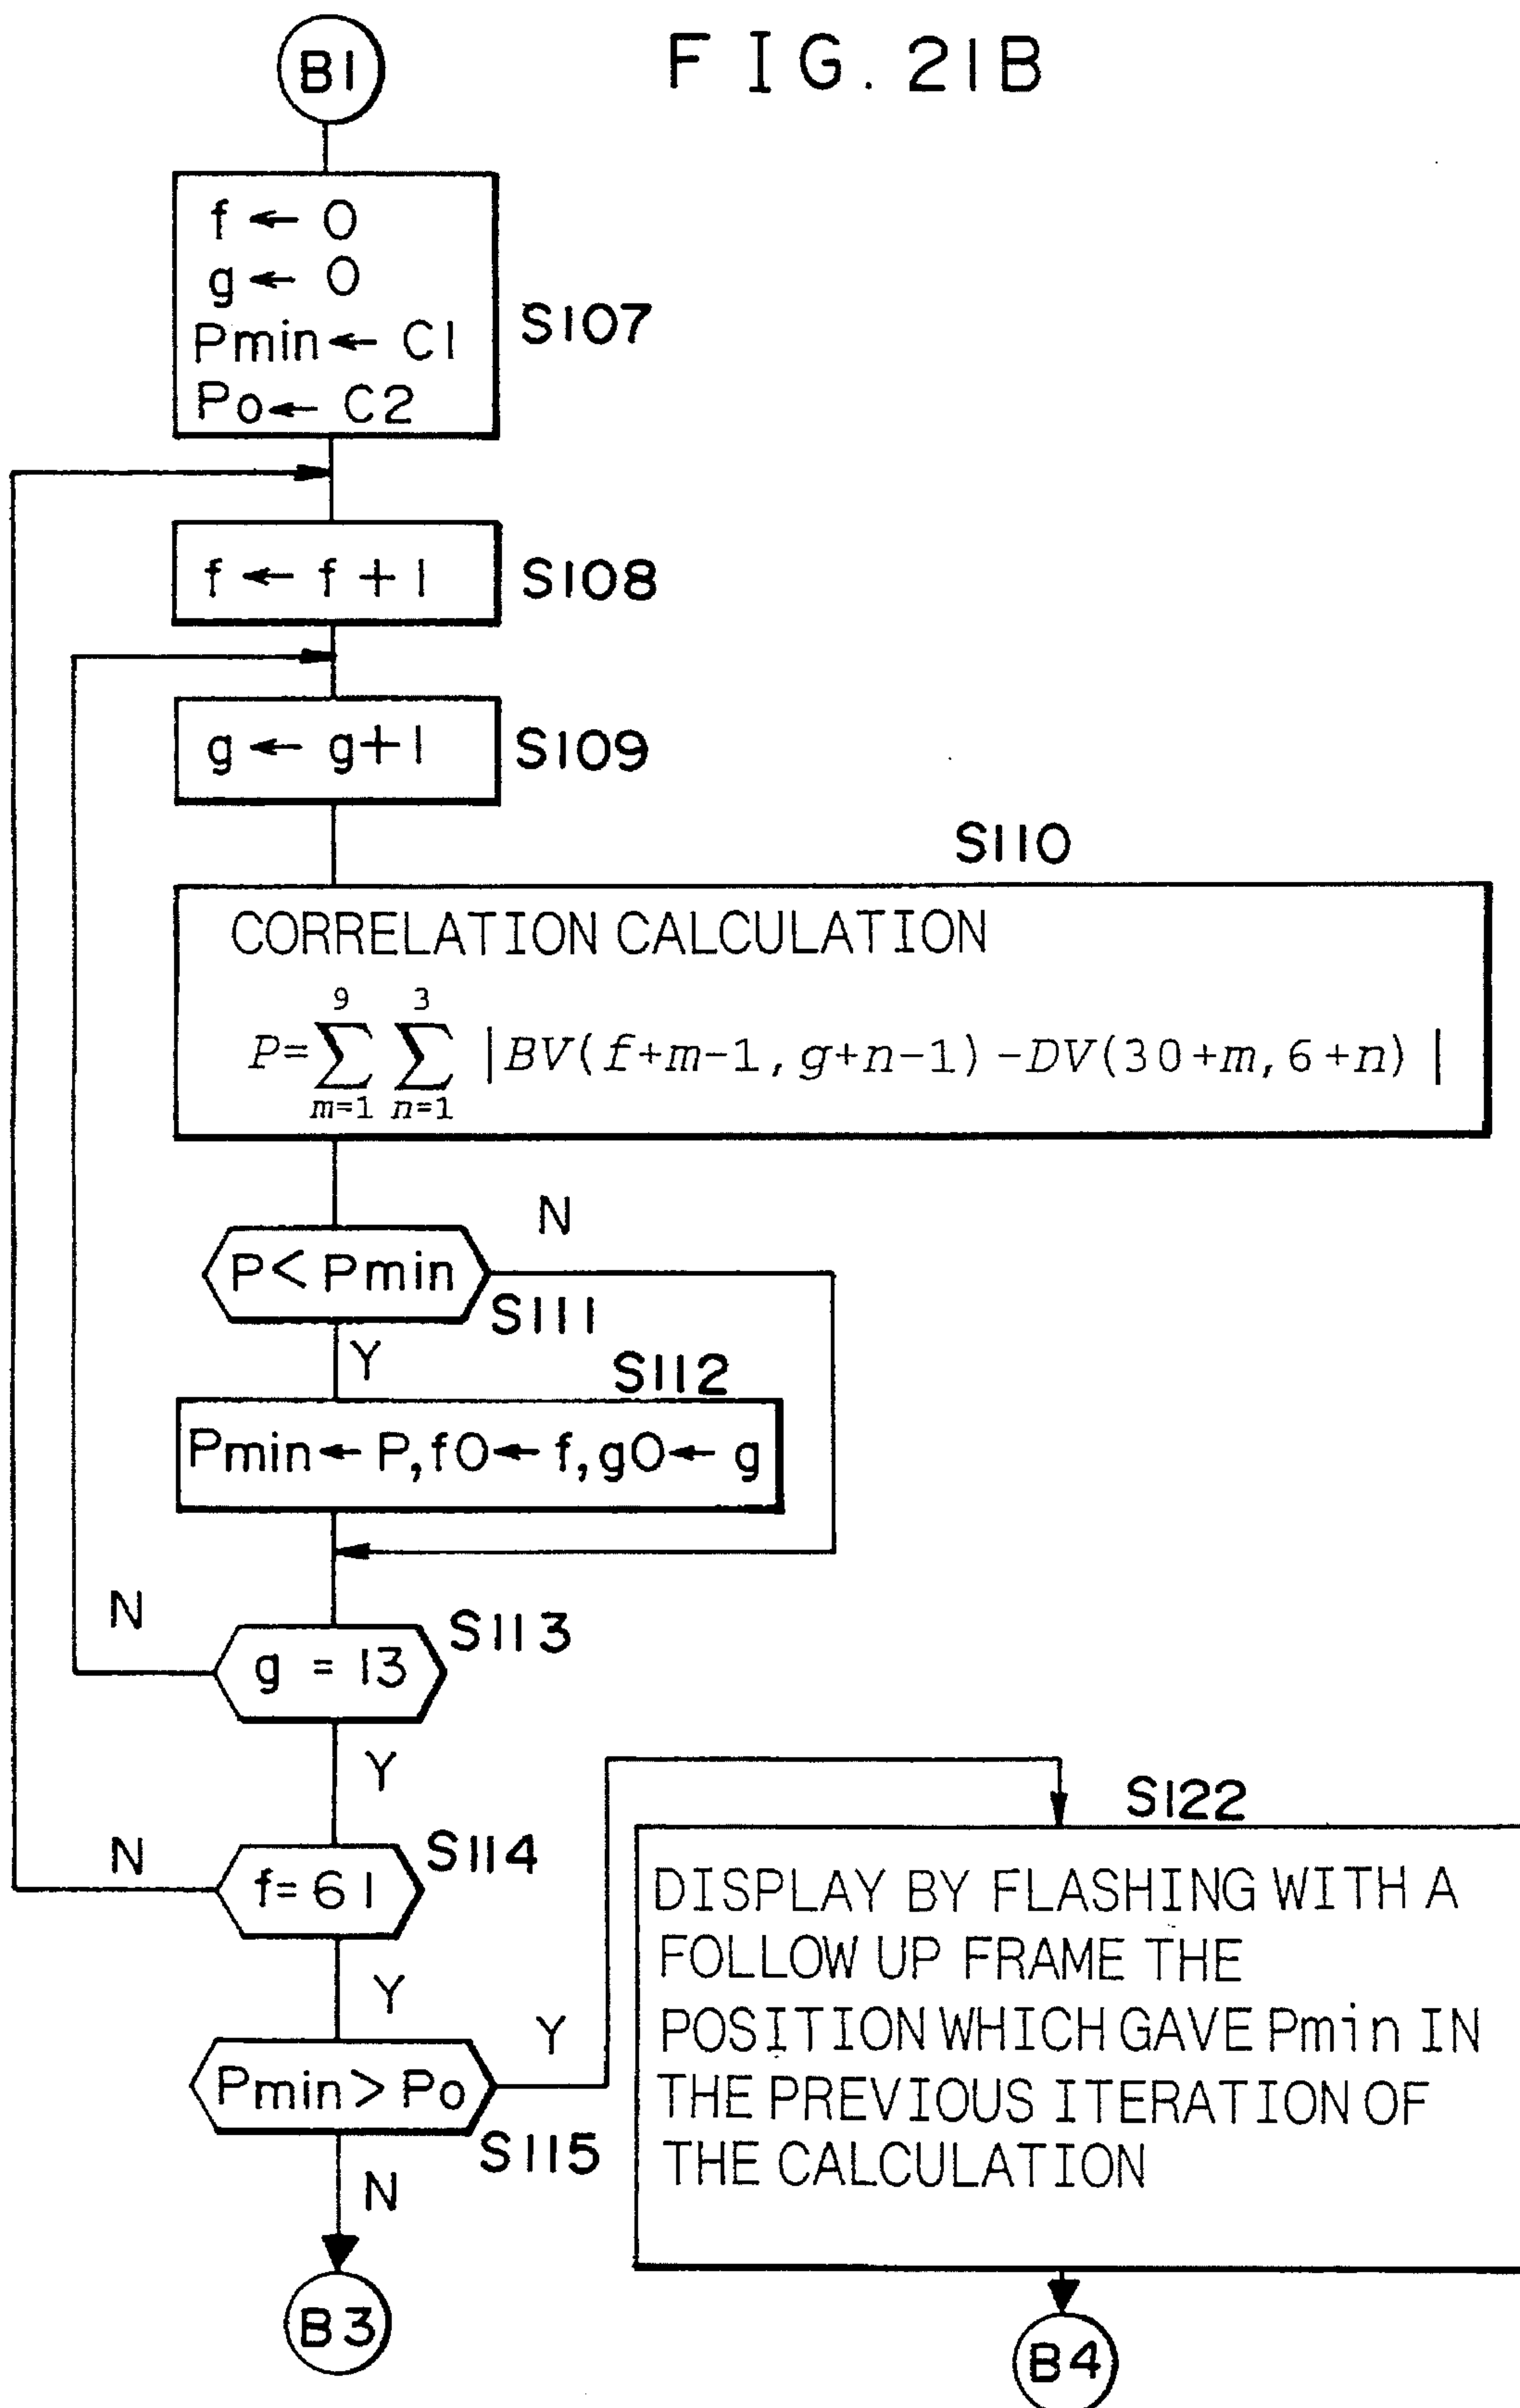 FIG. 21B
B1
f ← 0
g ← 0
Pmin ← C1
Po ← C2
S107
f ← f + 1
S108
g ← g+1
S109
S110
CORRELATION CALCULATION
P=∑_{m=1}^{9} ∑_{n=1}^{3} |BV(f+m-1, g+n-1) -DV(30+m, 6+n) |
N
P< Pmin
S111
Y
S112
Pmin ← P, f0 ← f, g0 ← g
N
S113
g = 13
Y
S122
N
S114
f= 61
DISPLAY BY FLASHING WITH A
FOLLOW UP FRAME THE
POSITION WHICH GAVE Pmin IN
THE PREVIOUS ITERATION OF
THE CALCULATION
Y
Y
Pmin > Po
S115
N
B3
B4